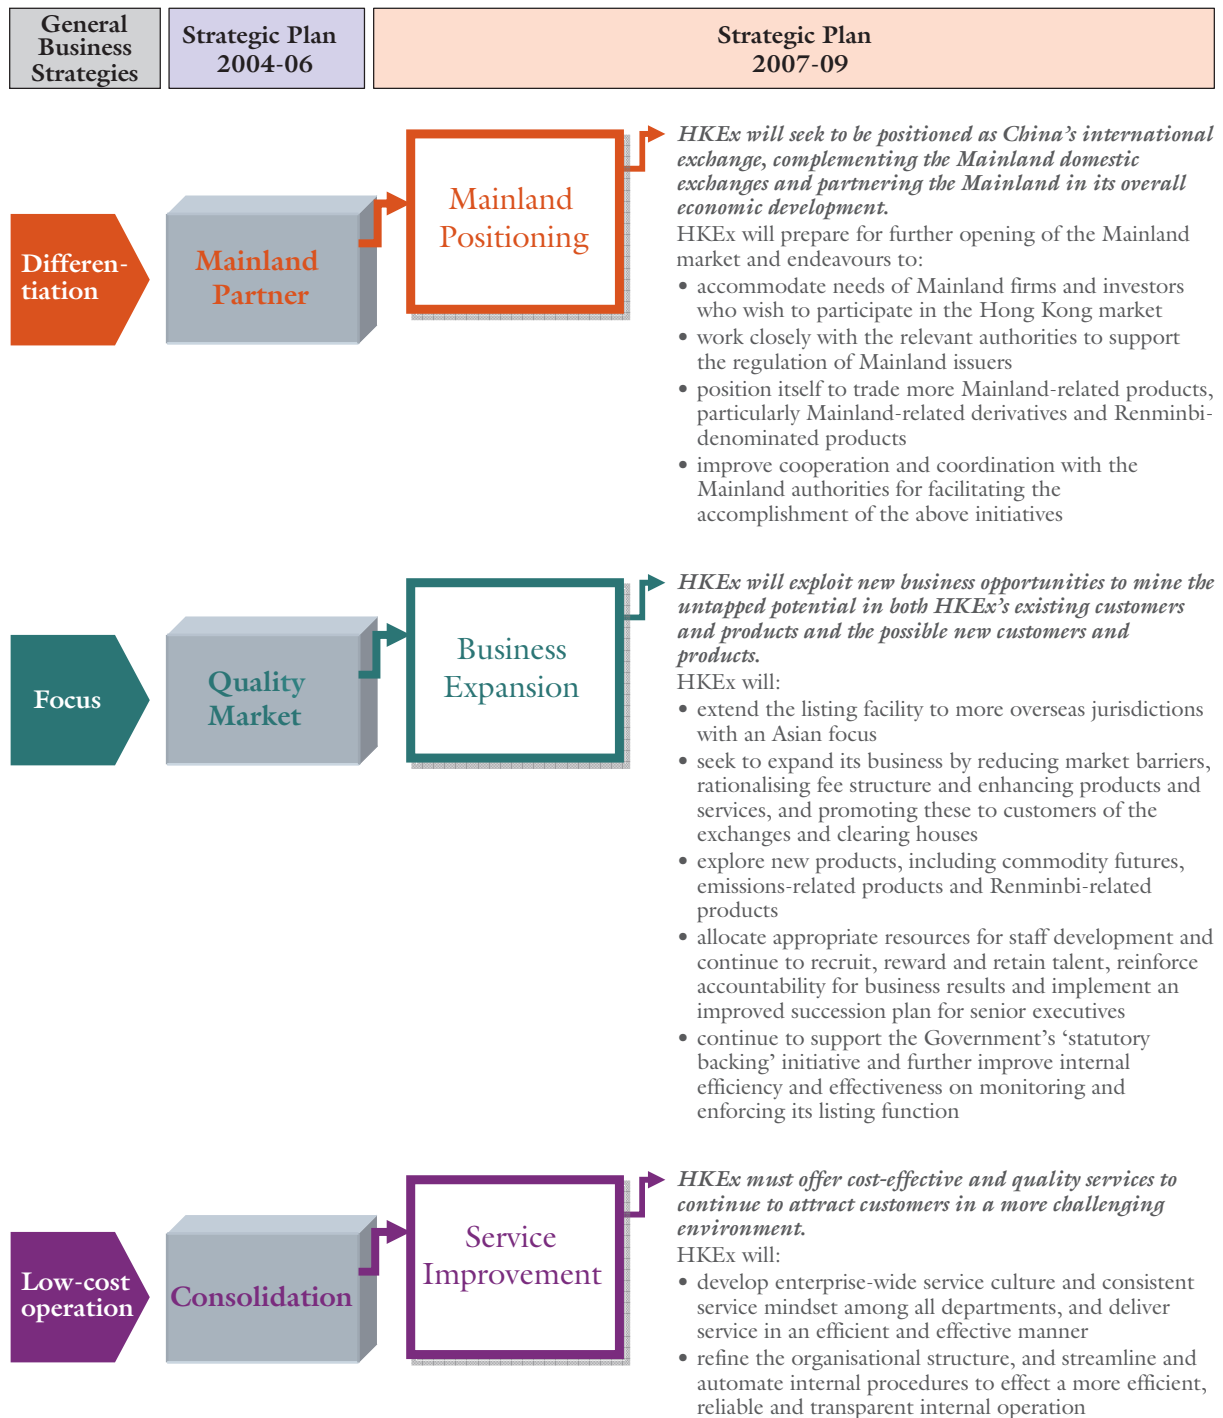 General
Business
Strategies
Strategic Plan
2004-06
Strategic Plan
2007-09
Differen-
tiation
Mainland
Partner
Mainland
Positioning
HKEx will seek to be positioned as China’s international
exchange, complementing the Mainland domestic
exchanges and partnering the Mainland in its overall
economic development.
HKEx will prepare for further opening of the Mainland
market and endeavours to:
• accommodate needs of Mainland firms and investors
who wish to participate in the Hong Kong market
• work closely with the relevant authorities to support
the regulation of Mainland issuers
• position itself to trade more Mainland-related products,
particularly Mainland-related derivatives and Renminbi-
denominated products
• improve cooperation and coordination with the
Mainland authorities for facilitating the
accomplishment of the above initiatives
Focus
Quality
Market
Business
Expansion
HKEx will exploit new business opportunities to mine the
untapped potential in both HKEx’s existing customers
and products and the possible new customers and
products.
HKEx will:
• extend the listing facility to more overseas jurisdictions
with an Asian focus
• seek to expand its business by reducing market barriers,
rationalising fee structure and enhancing products and
services, and promoting these to customers of the
exchanges and clearing houses
• explore new products, including commodity futures,
emissions-related products and Renminbi-related
products
• allocate appropriate resources for staff development and
continue to recruit, reward and retain talent, reinforce
accountability for business results and implement an
improved succession plan for senior executives
• continue to support the Government’s ‘statutory
backing’ initiative and further improve internal
efficiency and effectiveness on monitoring and
enforcing its listing function
Low-cost
operation
Consolidation
Service
Improvement
HKEx must offer cost-effective and quality services to
continue to attract customers in a more challenging
environment.
HKEx will:
• develop enterprise-wide service culture and consistent
service mindset among all departments, and deliver
service in an efficient and effective manner
• refine the organisational structure, and streamline and
automate internal procedures to effect a more efficient,
reliable and transparent internal operation